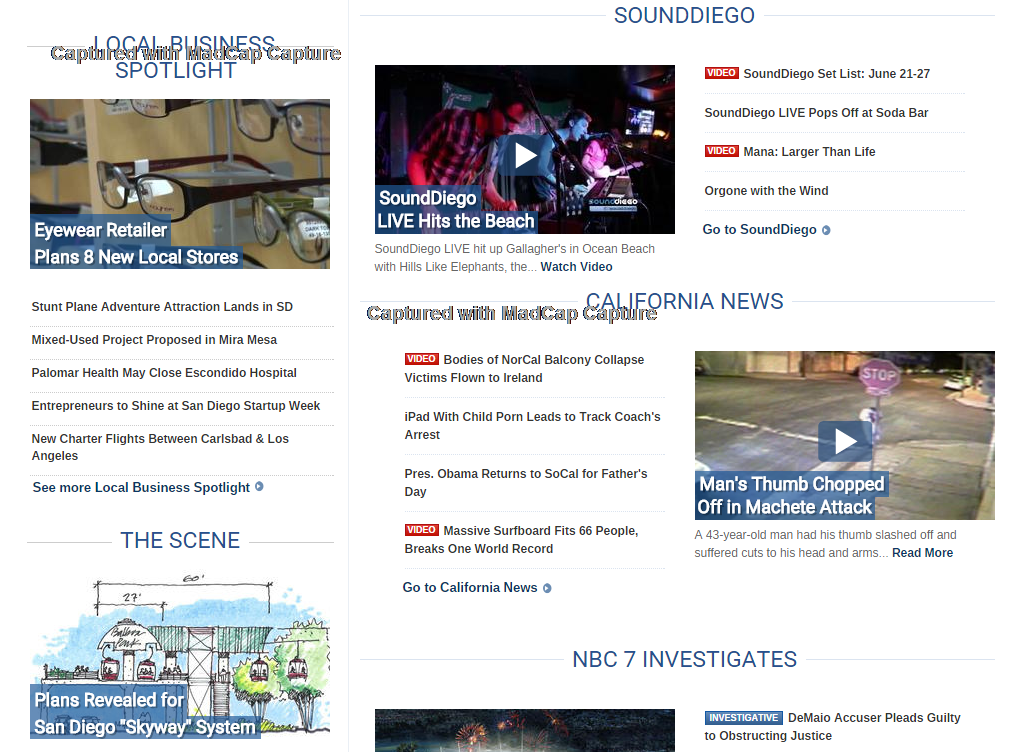 LOCAL BUSINESS
SPOTLIGHT
Captured with MadCap Capture
Eyewear Retailer
Plans 8 New Local Stores
Stunt Plane Adventure Attraction Lands in SD
Mixed-Used Project Proposed in Mira Mesa
Palomar Health May Close Escondido Hospital
Entrepreneurs to Shine at San Diego Startup Week
New Charter Flights Between Carlsbad & Los
Angeles
See more Local Business Spotlight
THE SCENE
60'
27'
Balboa
Park
Plans Revealed for
San Diego "Skyway" System
SOUNDDIEGO
SOUNDDIEGO
SoundDiego
LIVE Hits the Beach
SoundDiego LIVE hit up Gallagher's in Ocean Beach
with Hills Like Elephants, the... Watch Video
VIDEO SoundDiego Set List: June 21-27
SoundDiego LIVE Pops Off at Soda Bar
VIDEO Mana: Larger Than Life
Orgone with the Wind
Go to SoundDiego
CALIFORNIA NEWS
Captured with MadCap Capture
VIDEO Bodies of NorCal Balcony Collapse
Victims Flown to Ireland
iPad With Child Porn Leads to Track Coach's
Arrest
Pres. Obama Returns to SoCal for Father's
Day
VIDEO Massive Surfboard Fits 66 People,
Breaks One World Record
Go to California News
STOP
Man's Thumb Chopped
Off in Machete Attack
A 43-year-old man had his thumb slashed off and
suffered cuts to his head and arms... Read More
NBC 7 INVESTIGATES
INVESTIGATIVE DeMaio Accuser Pleads Guilty
to Obstructing Justice